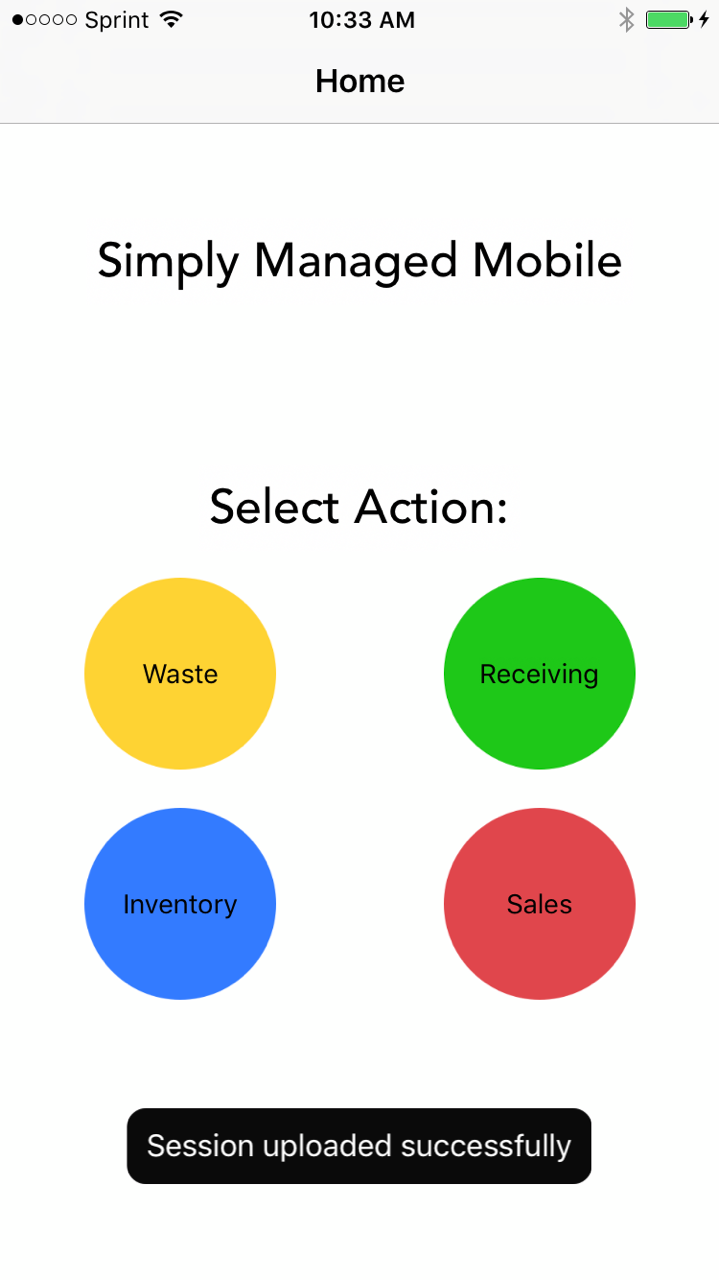 Sprint 10:33 AM
Home
Simply Managed Mobile
Select Action:
Waste Receiving
Inventory Sales
Session uploaded successfully